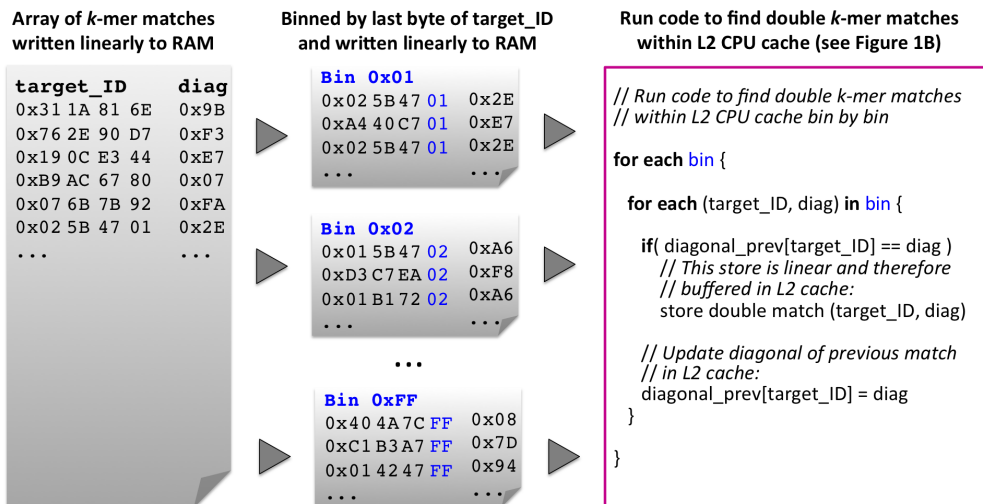 Array of k-mer matches
written linearly to RAM
target_ID diag
0x31 1A 81 6E 0x9B
0x76 2E 90 D7 0xF3
0x19 0C E3 44 0xE7
0xB9 AC 67 80 0x07
0x07 6B 7B 92 0xFA
0x02 5B 47 01 0x2E
... ...
Binned by last byte of target_ID
and written linearly to RAM
Bin 0x01
0x02 5B 47 01 0x2E
0xA4 40 C7 01 0xE7
0x02 5B 47 01 0x2E
... ...
Bin 0x02
0x01 5B 47 02 0xA6
0xD3 C7 EA 02 0xF8
0x01 B1 72 02 0xA6
... ...
...
Bin 0xFF
0x40 4A 7C FF 0x08
0xC1 B3 A7 FF 0x7D
0x01 42 47 FF 0x94
... ...
Run code to find double k-mer matches
within L2 CPU cache (see Figure 1B)
// Run code to find double k-mer matches
// within L2 CPU cache bin by bin
for each bin {
for each (target_ID, diag) in bin {
if( diagonal_prev[target_ID] == diag )
// This store is linear and therefore
// buffered in L2 cache:
store double match (target_ID, diag)
// Update diagonal of previous match
// in L2 cache:
diagonal_prev[target_ID] = diag
}
}